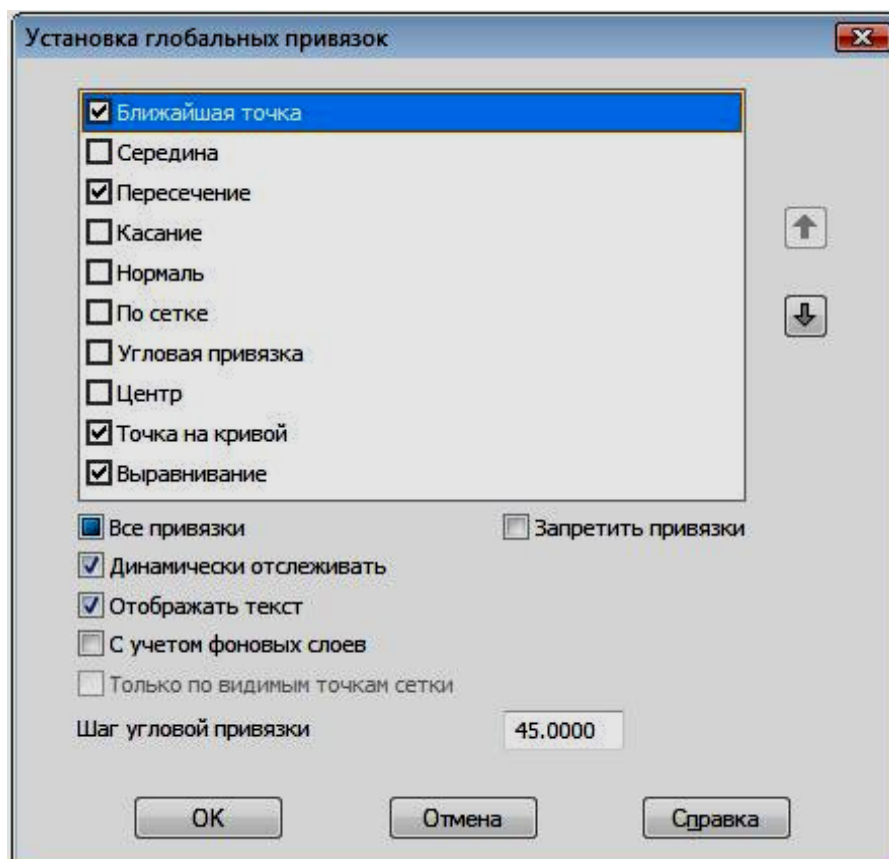 Установка глобальных привязок
Ближайшая точка
Середина
Пересечение
Касание
Нормаль
По сетке
Угловая привязка
Центр
Точка на кривой
Выравнивание
Все привязки
Запретить привязки
Динамически отслеживать
Отображать текст
С учетом фоновых слоев
Только по видимым точкам сетки
Шаг угловой привязки
45.0000
OK
Отмена
Справка